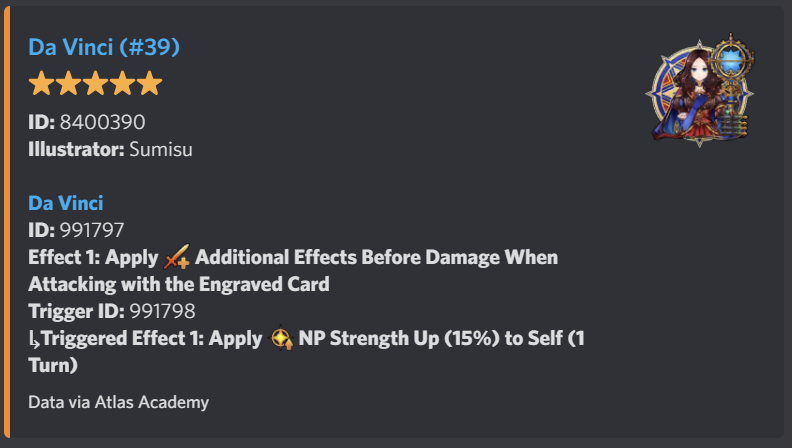 Da Vinci (#39)
ID: 8400390
Illustrator: Sumisu
Da Vinci
ID: 991797
Effect 1: Apply Additional Effects Before Damage When
Attacking with the Engraved Card
Trigger ID: 991798
↳Triggered Effect 1: Apply NP Strength Up (15%) to Self (1
Turn)
Data via Atlas Academy